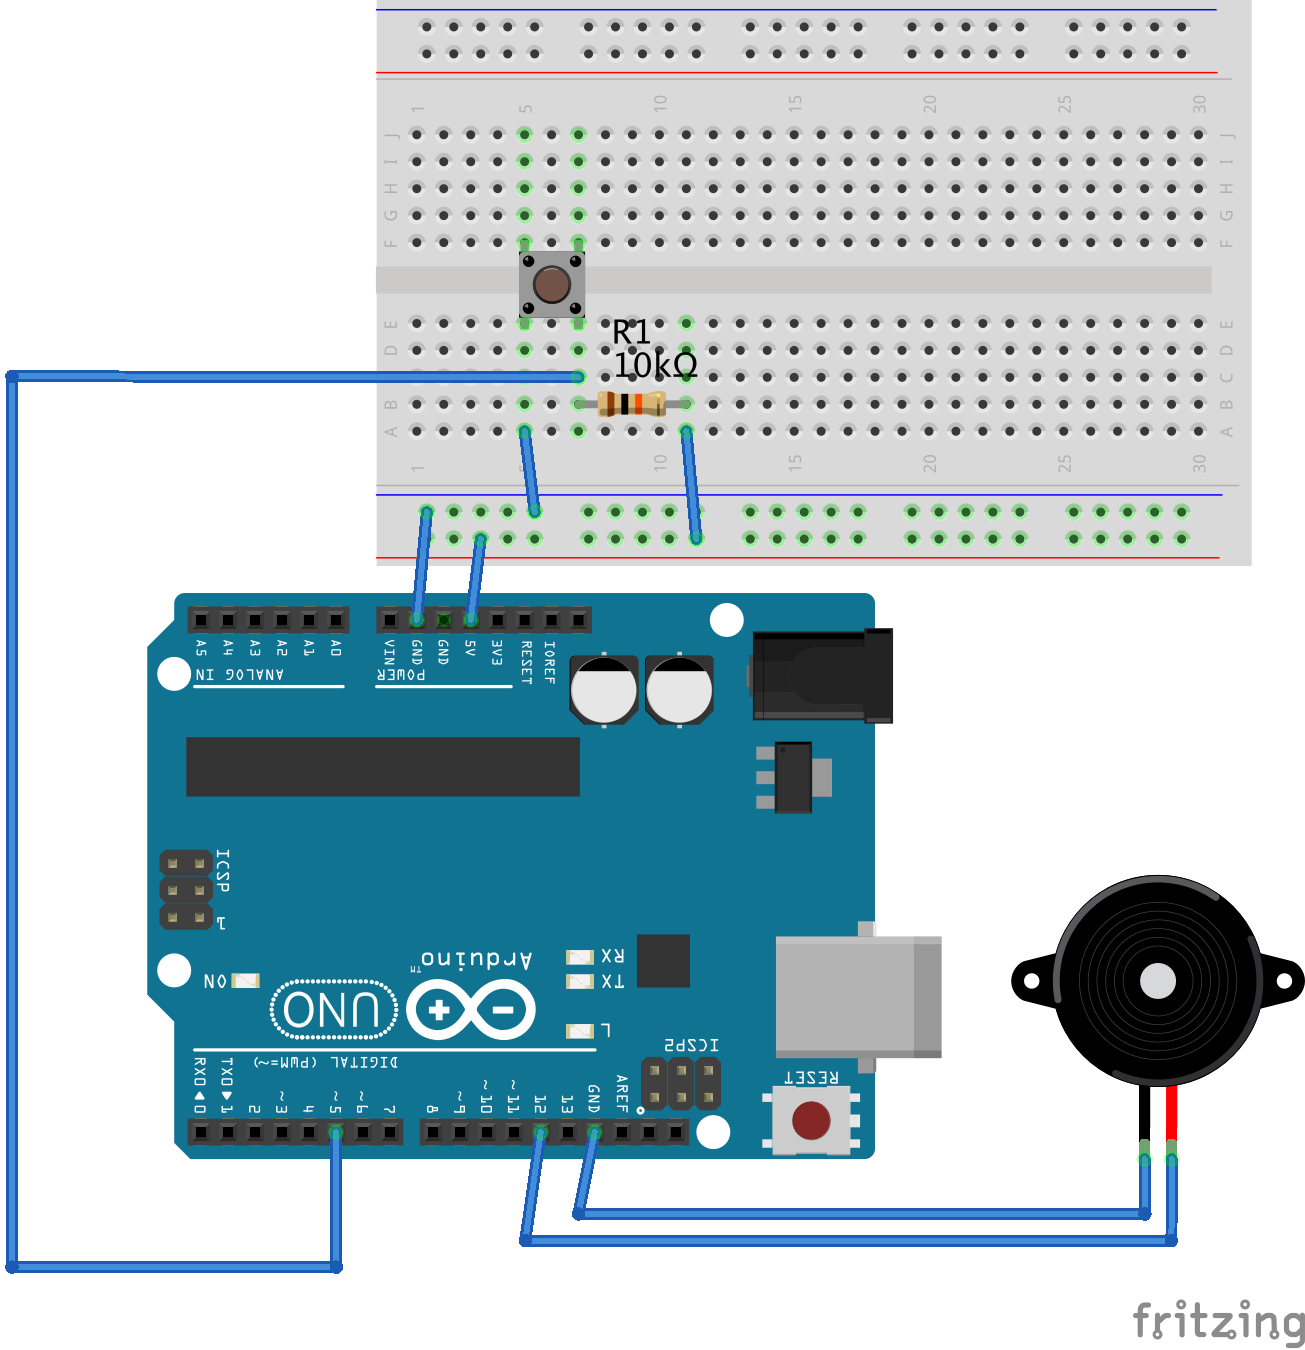 1 5 10 15 20 25 30
J J
I I
H H
G G
F F
E E
R1
D D
10kΩ
C C
B B
A A
1 5 10 15 20 25 30
A5 A4 A3 A2 A1 A0 VIN GND GND 5V 3V3 RESET IOREF
ANALOG IN POWER
ICSP
1
Arduino
TM
RX
ON
TX
UNO
L
DIGITAL (PWM=~)
ICSP2
RESET
RX0◀0 TX0▶1 2 ~3 4 ~5 ~6 7 8 ~9 ~10 ~11 12 13 GND AREF
fritzing